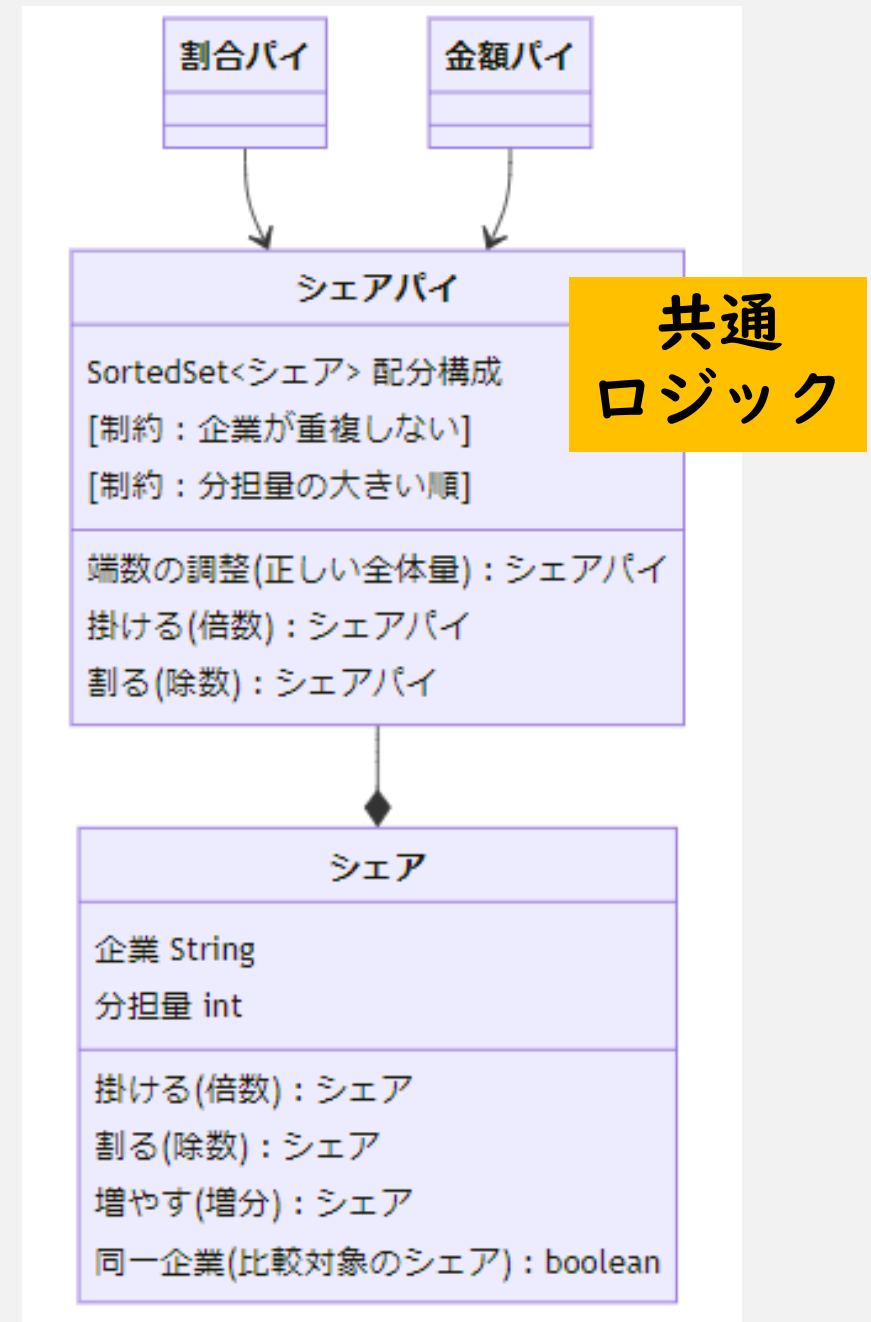 割合パイ
金額パイ
シェアパイ
共通
ロジック
SortedSet<シェア> 配分構成
[制約：企業が重複しない]
[制約：分担量の大きい順]
端数の調整(正しい全体量)：シェアパイ
掛ける(倍数)：シェアパイ
割る(除数)：シェアパイ
シェア
企業 String
分担量 int
掛ける(倍数)：シェア
割る(除数)：シェア
増やす(増分)：シェア
同一企業(比較対象のシェア)：boolean